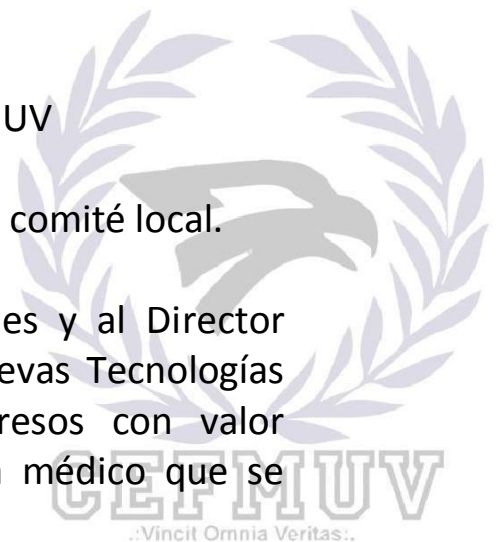 UV
comité local.
es y al Director
evas Tecnologías
resos con valor
médico que se
CEFMUV
.:Vincit Omnia Veritas:.